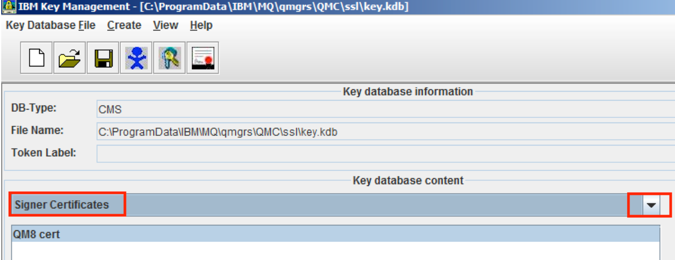 IBM Key Management - [C:\ProgramData\IBM\MQ\qmgrs\QMC\ssl\key.kdb]
Key Database File Create View Help
Key database information
DB-Type: CMS
File Name: C:\ProgramData\IBM\MQ\qmgrs\QMC\ssl\key.kdb
Token Label:
Key database content
Signer Certificates
QM8 cert